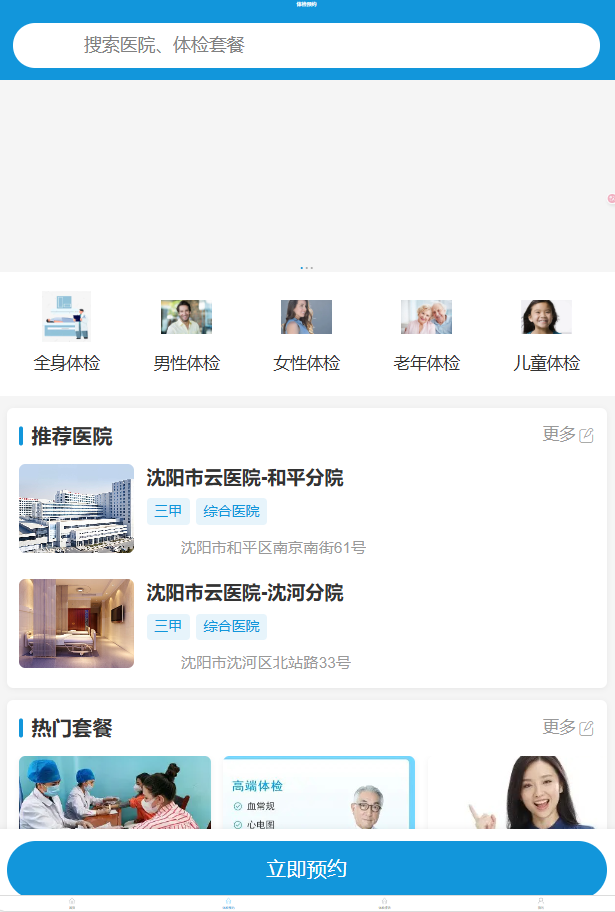 体检预约
搜索医院、体检套餐
全身体检
男性体检
女性体检
老年体检
儿童体检
推荐医院
更多
沈阳市云医院-和平分院
三甲
综合医院
沈阳市和平区南京南街61号
沈阳市云医院-沈河分院
三甲
综合医院
沈阳市沈河区北站路33号
热门套餐
更多
高端体检
血常规
心电图
立即预约